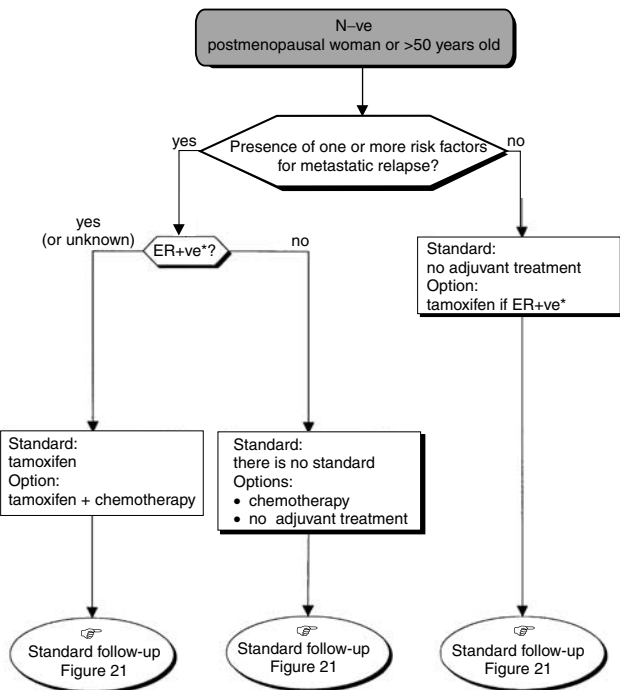 N–ve
postmenopausal woman or >50 years old
yes
Presence of one or more risk factors
for metastatic relapse?
no
yes
(or unknown)
ER+ve*?
no
Standard:
no adjuvant treatment
Option:
tamoxifen if ER+ve*
Standard:
tamoxifen
Option:
tamoxifen + chemotherapy
Standard:
there is no standard
Options:
• chemotherapy
• no adjuvant treatment
☞
Standard follow-up
Figure 21
☞
Standard follow-up
Figure 21
☞
Standard follow-up
Figure 21